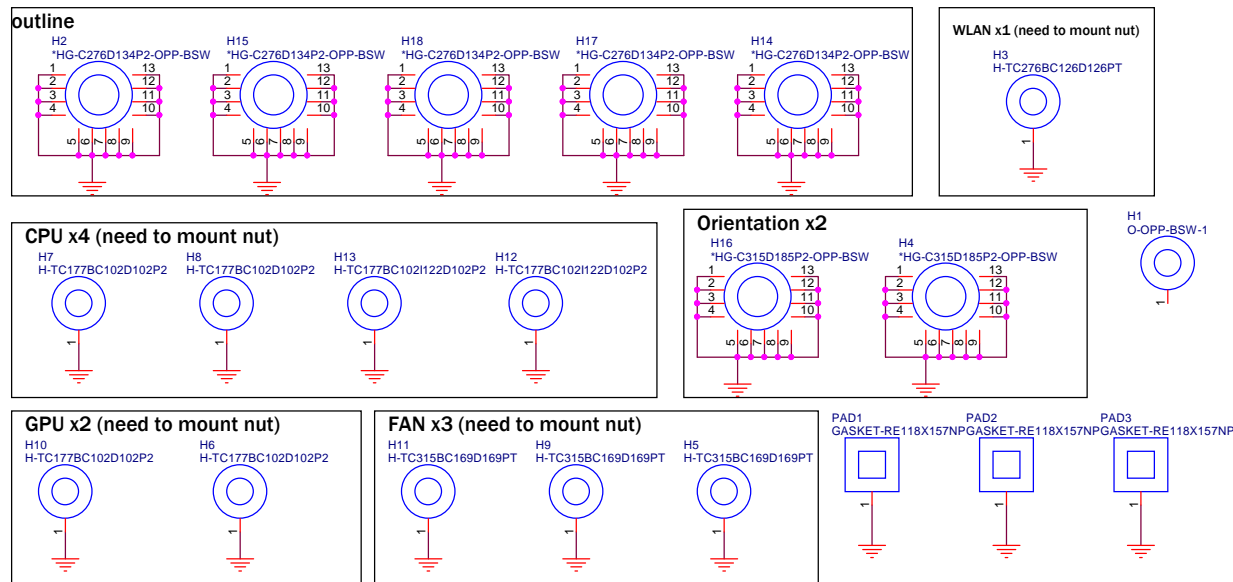 outline
H2
*HG-C276D134P2-OPP-BSW
1
2
3
4
13
12
11
10
5
6
7
8
9
H15
*HG-C276D134P2-OPP-BSW
1
2
3
4
13
12
11
10
5
6
7
8
9
H18
*HG-C276D134P2-OPP-BSW
1
2
3
4
13
12
11
10
5
6
7
8
9
H17
*HG-C276D134P2-OPP-BSW
1
2
3
4
13
12
11
10
5
6
7
8
9
H14
*HG-C276D134P2-OPP-BSW
1
2
3
4
13
12
11
10
5
6
7
8
9
WLAN x1 (need to mount nut)
H3
H-TC276BC126D126PT
1
CPU x4 (need to mount nut)
H7
H-TC177BC102D102P2
1
H8
H-TC177BC102D102P2
1
H13
H-TC177BC102I122D102P2
1
H12
H-TC177BC102I122D102P2
1
Orientation x2
H16
*HG-C315D185P2-OPP-BSW
1
2
3
4
13
12
11
10
5
6
7
8
9
H4
*HG-C315D185P2-OPP-BSW
1
2
3
4
13
12
11
10
5
6
7
8
9
H1
O-OPP-BSW-1
1
GPU x2 (need to mount nut)
H10
H-TC177BC102D102P2
1
H6
H-TC177BC102D102P2
1
FAN x3 (need to mount nut)
H11
H-TC315BC169D169PT
1
H9
H-TC315BC169D169PT
1
H5
H-TC315BC169D169PT
1
PAD1
GASKET-RE118X157NP
1
PAD2
GASKET-RE118X157NP
1
PAD3
GASKET-RE118X157NP
1